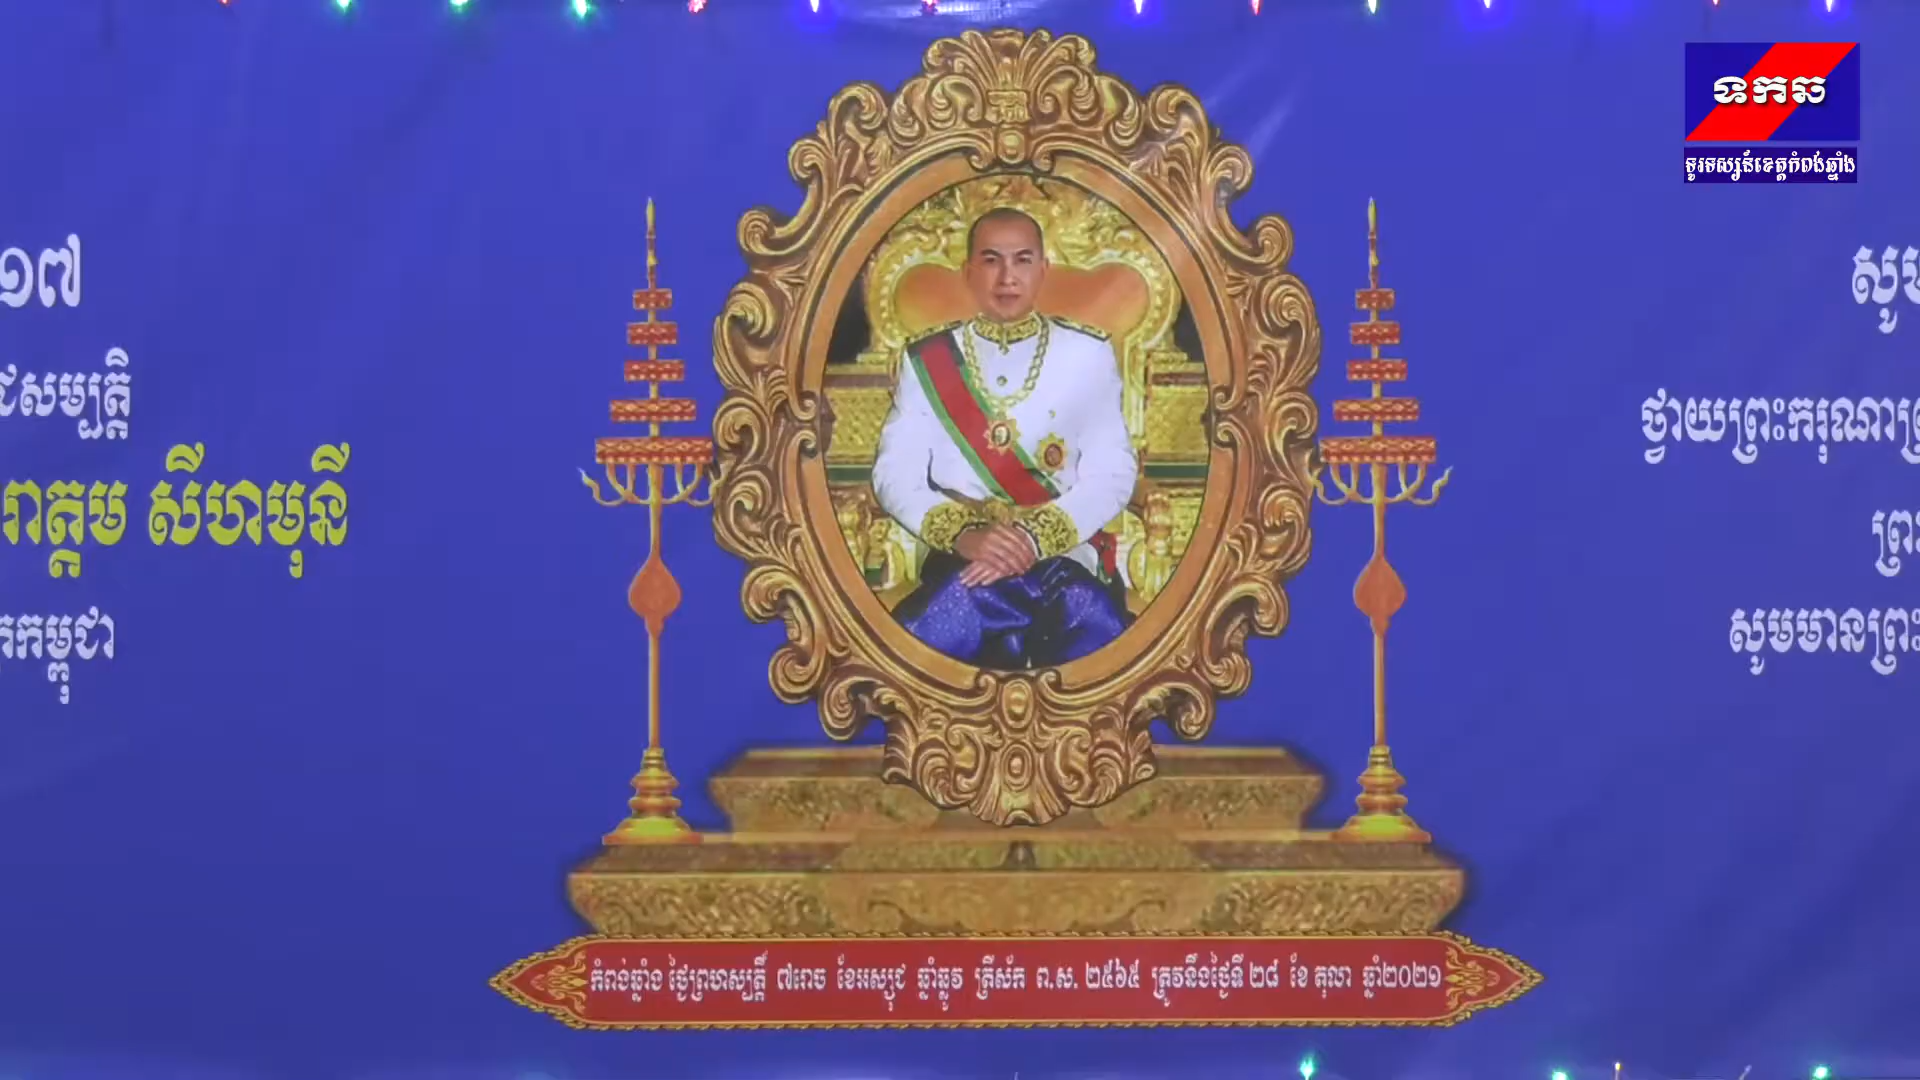 ទកឆ
ទូរទស្សន៍ខេត្តកំពង់ឆ្នាំង
១៧
សម្បត្តិ
សីហមុនី
កម្ពុជា
សូម
ថ្វាយព្រះករុណា
ព្រះ
សូមមានព្រះ
កំពង់ឆ្នាំង ថ្ងៃព្រហស្បតិ៍ ៧រោច ខែអស្សុជ ឆ្នាំឆ្លូវ ត្រីស័ក ព.ស. ២៥៦៥ ត្រូវនឹងថ្ងៃទី ២៨ ខែ តុលា ឆ្នាំ២០២១